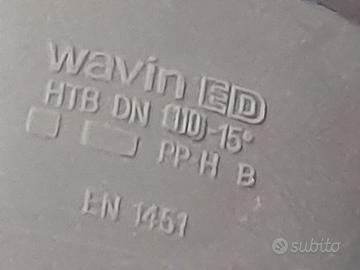 wavin ED
HTB DN (110)-15°
PP-H B
EN 1451
subito